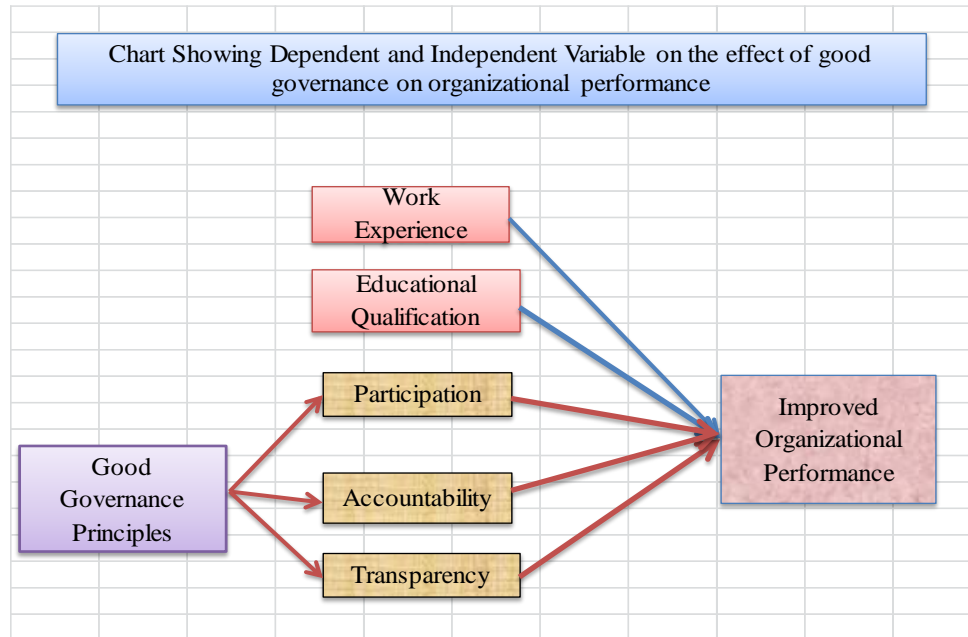 Chart Showing Dependent and Independent Variable on the effect of good
governance on organizational performance
Work
Experience
Educational
Qualification
Participation
Good
Governance
Principles
Accountability
Transparency
Improved
Organizational
Performance